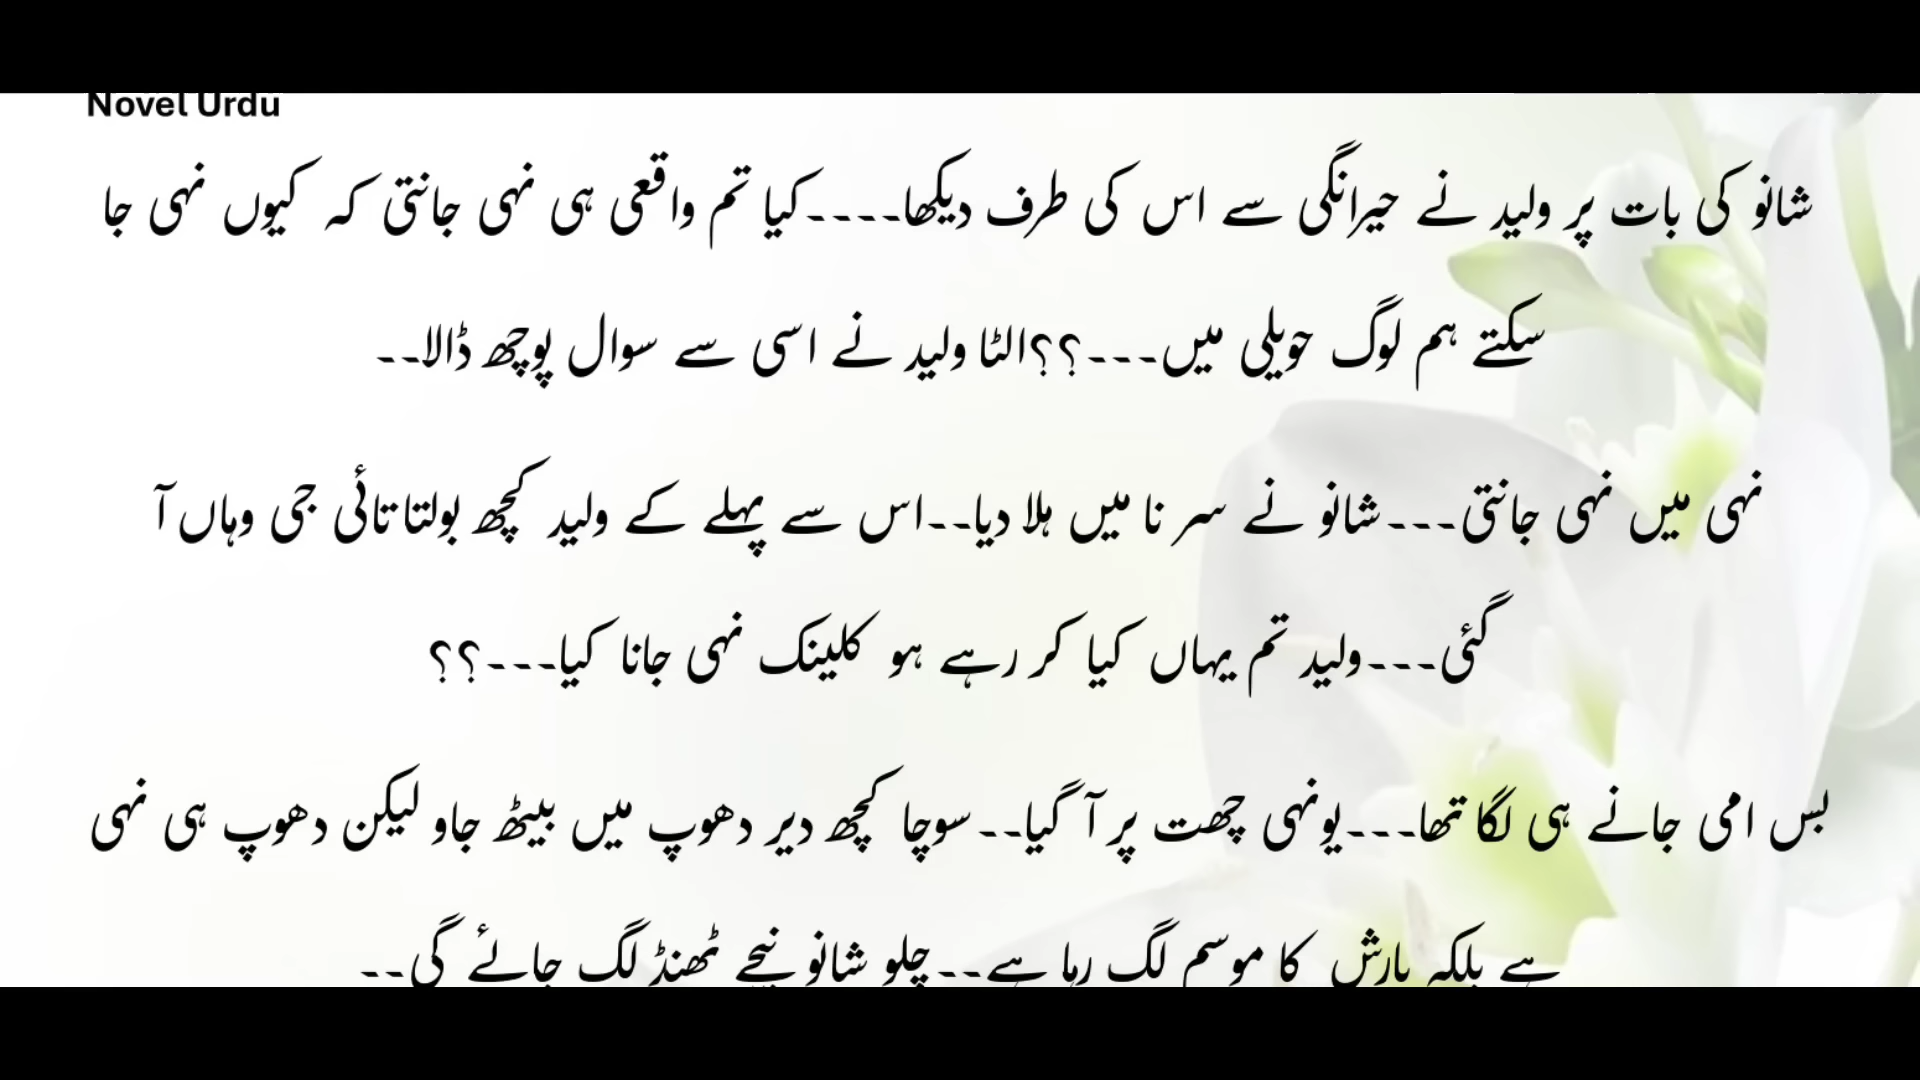 Novel Urdu
شانو کی بات پر ولید نے حیرانگی سے اس کی طرف دیکھا۔۔۔۔کیا تم واقعی ہی نہی جانتی کہ کیوں نہی جا
سکتے ہم لوگ حویلی میں۔۔۔؟؟الٹا ولید نے اسی سے سوال پوچھ ڈالا۔۔
نہی میں نہی جانتی۔۔۔شانو نے سر نا میں ہلا دیا۔۔اس سے پہلے کے ولید کچھ بولتا تائی جی وہاں آ
گئی۔۔۔ولید تم یہاں کیا کر رہے ہو کلینک نہی جانا کیا۔۔۔؟؟
بس امی جانے ہی لگا تھا۔۔۔یونہی چھت پر آ گیا۔۔سوچا کچھ دیر دھوپ میں بیٹھ جاو لیکن دھوپ ہی نہی
ہے بلکہ بارش کا موسم لگ رہا ہے۔۔چلو شانو نیچے ٹھنڈ لگ جائے گی۔۔